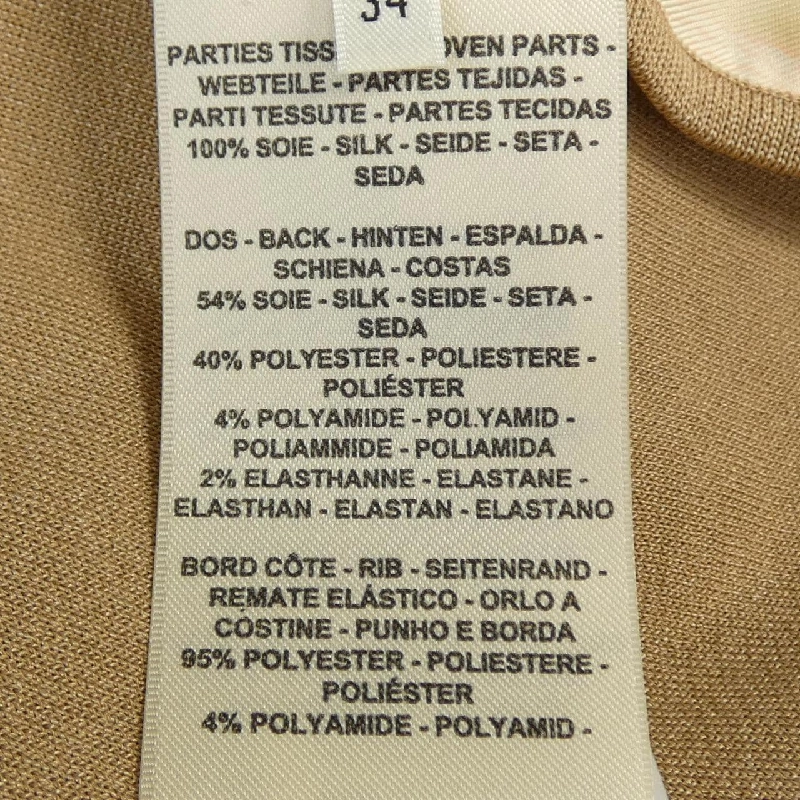 34
PARTIES PARTS -
WEBTEILE - PARTES TEJIDAS -
PARTI TESSUTE - PARTES TECIDAS
100% SOIE - SILK - SEIDE - SETA -
SEDA
DOS - BACK - HINTEN - ESPALDA -
SCHIENA - COSTAS
54% SOIE - SILK - SEIDE - SETA -
SEDA
40% POLYESTER - POLIESTERE -
POLIÉSTER
4% POLYAMIDE - POLYAMID -
POLIAMMIDE - POLIAMIDA
2% ELASTHANNE - ELASTANE -
ELASTHAN - ELASTAN - ELASTANO
BORD CÔTE - RIB - SEITENRAND -
REMATE ELÁSTICO - ORLO A
COSTINE - PUNHO E BORDA
95% POLYESTER - POLIESTERE -
POLIÉSTER
4% POLYAMIDE - POLYAMID -